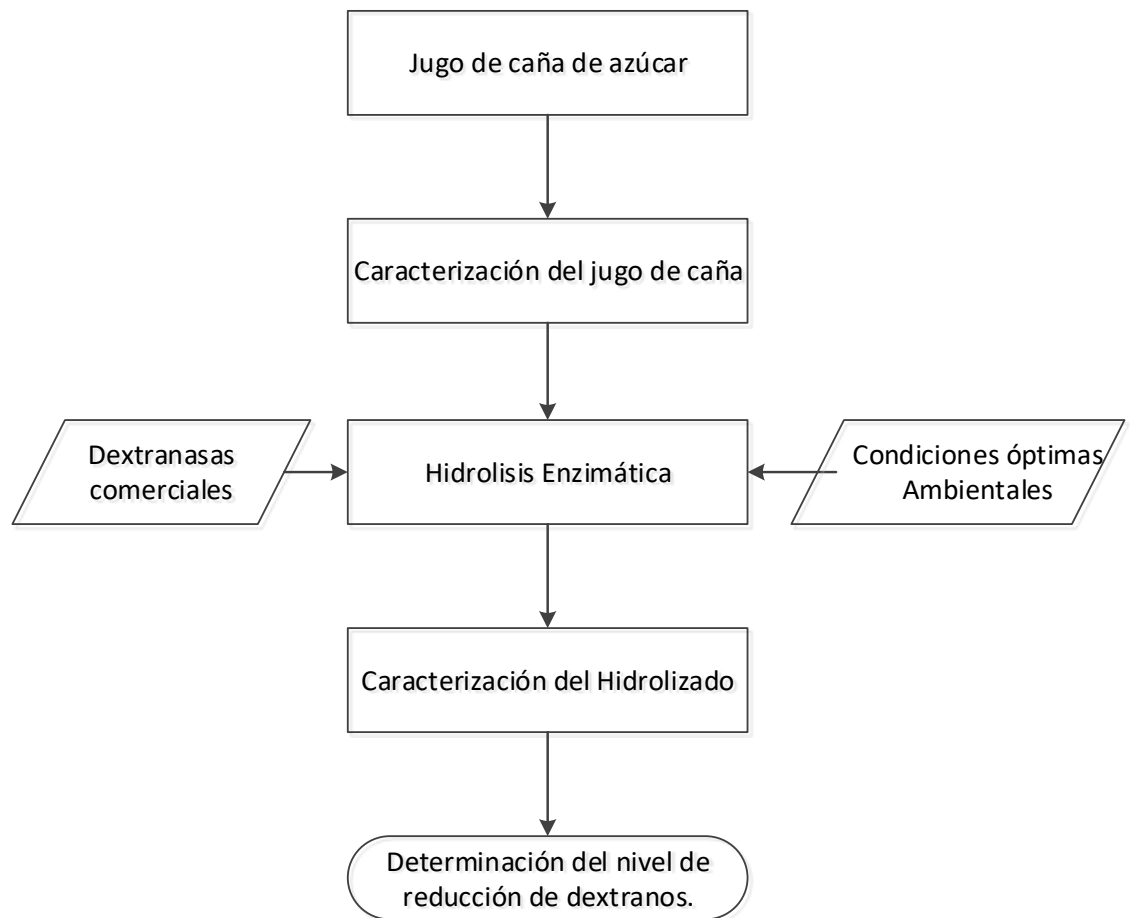 Jugo de caña de azúcar
Caracterización del jugo de caña
Dextranasas
comerciales
Hidrolisis Enzimática
Condiciones óptimas
Ambientales
Caracterización del Hidrolizado
Determinación del nivel de
reducción de dextranos.